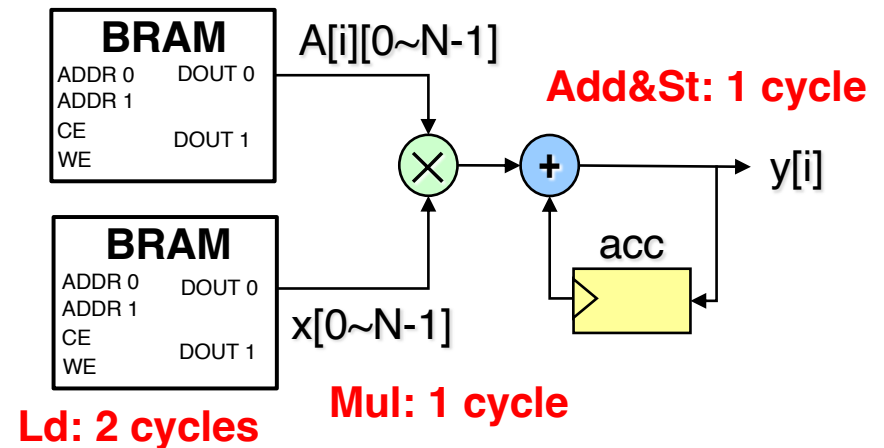 BRAM
ADDR 0
DOUT 0
ADDR 1
CE
DOUT 1
WE
A[i][0~N-1]
Add&St: 1 cycle
×
+
y[i]
acc
BRAM
ADDR 0
DOUT 0
ADDR 1
CE
DOUT 1
WE
x[0~N-1]
Mul: 1 cycle
Ld: 2 cycles